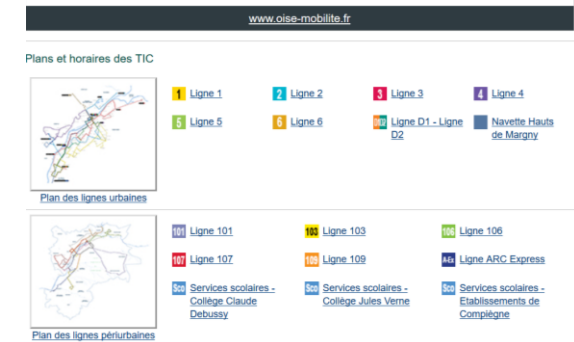 www.oise-mobilite.fr
Plans et horaires des TIC
1 Ligne 1
2 Ligne 2
3 Ligne 3
4 Ligne 4
5 Ligne 5
6 Ligne 6
D1 D2 Ligne D1 - Ligne
D2
Navette Hauts
de Margny
Plan des lignes urbaines
101 Ligne 101
103 Ligne 103
106 Ligne 106
107 Ligne 107
109 Ligne 109
A-Ex Ligne ARC Express
Sco Services scolaires -
Collège Claude
Debussy
Sco Services scolaires -
Collège Jules Verne
Sco Services scolaires -
Etablissements de
Compiègne
Plan des lignes périurbaines